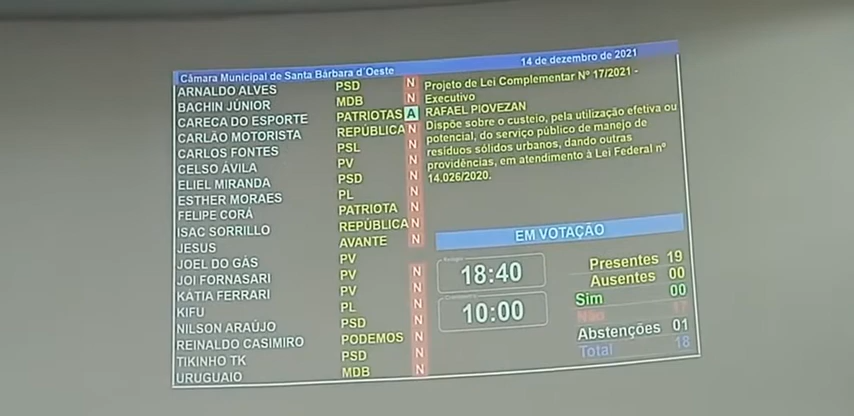 Câmara Municipal de Santa Bárbara d'Oeste 14 de dezembro de 2021
ARNALDO ALVES PSD N
BACHIN JÚNIOR MDB N
CARECA DO ESPORTE PATRIOTAS A
CARLÃO MOTORISTA REPÚBLICA N
CARLOS FONTES PSL N
CELSO ÁVILA PV N
ELIEL MIRANDA PSD N
ESTHER MORAES PL N
FELIPE CORÁ PATRIOTA N
ISAC SORRILLO REPÚBLICA N
JESUS AVANTE N
JOEL DO GÁS PV
JOI FORNASARI PV N
KÁTIA FERRARI PV N
KIFU PL N
NILSON ARAÚJO PSD N
REINALDO CASIMIRO PODEMOS N
TIKINHO TK PSD N
URUGUAIO MDB N
Projeto de Lei Complementar Nº 17/2021 -
Executivo
RAFAEL PIOVEZAN
Dispõe sobre o custeio, pela utilização efetiva ou
potencial, do serviço público de manejo de
resíduos sólidos urbanos, dando outras
providências, em atendimento à Lei Federal nº
14.026/2020.
EM VOTAÇÃO
Relógio
18:40
10:00
Presentes 19
Ausentes 00
Sim 00
Não 17
Abstenções 01
Total 18